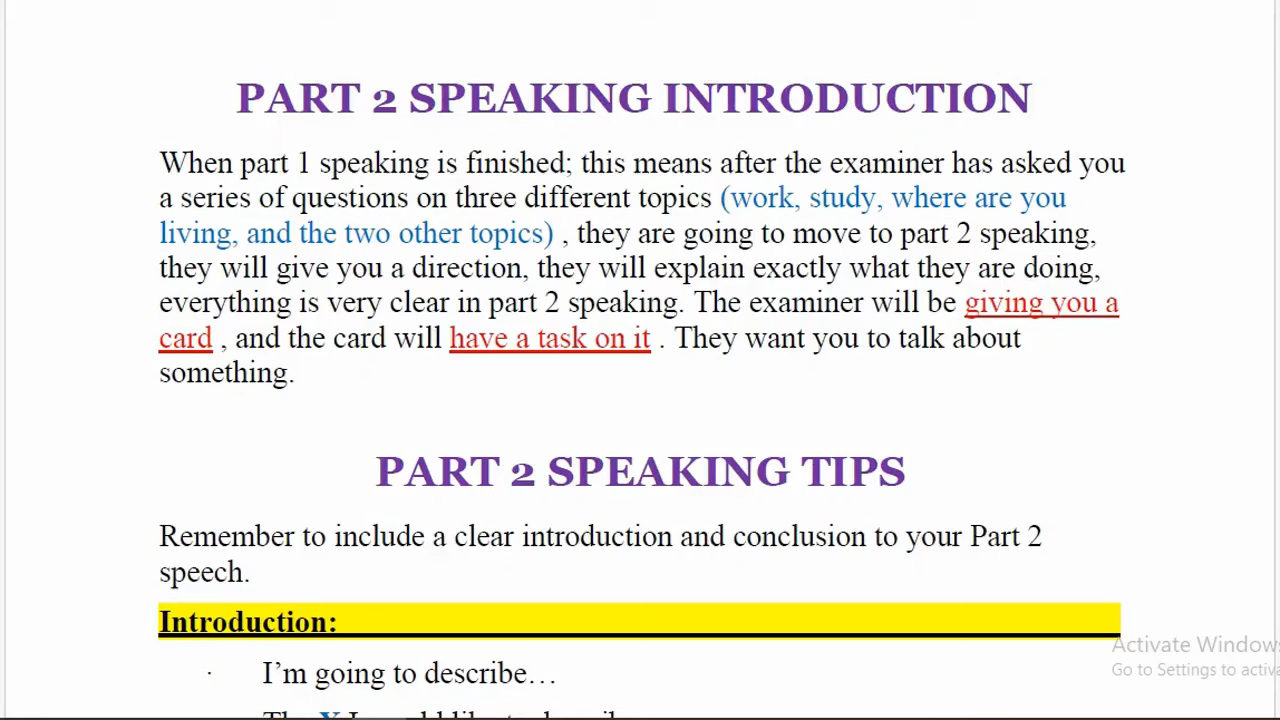 PART 2 SPEAKING INTRODUCTION
When part 1 speaking is finished; this means after the examiner has asked you
a series of questions on three different topics (work, study, where are you
living, and the two other topics) , they are going to move to part 2 speaking,
they will give you a direction, they will explain exactly what they are doing,
everything is very clear in part 2 speaking. The examiner will be giving you a
card , and the card will have a task on it . They want you to talk about
something.
PART 2 SPEAKING TIPS
Remember to include a clear introduction and conclusion to your Part 2
speech.
Introduction:
· I’m going to describe…
Activate Window
Go to Settings to activa